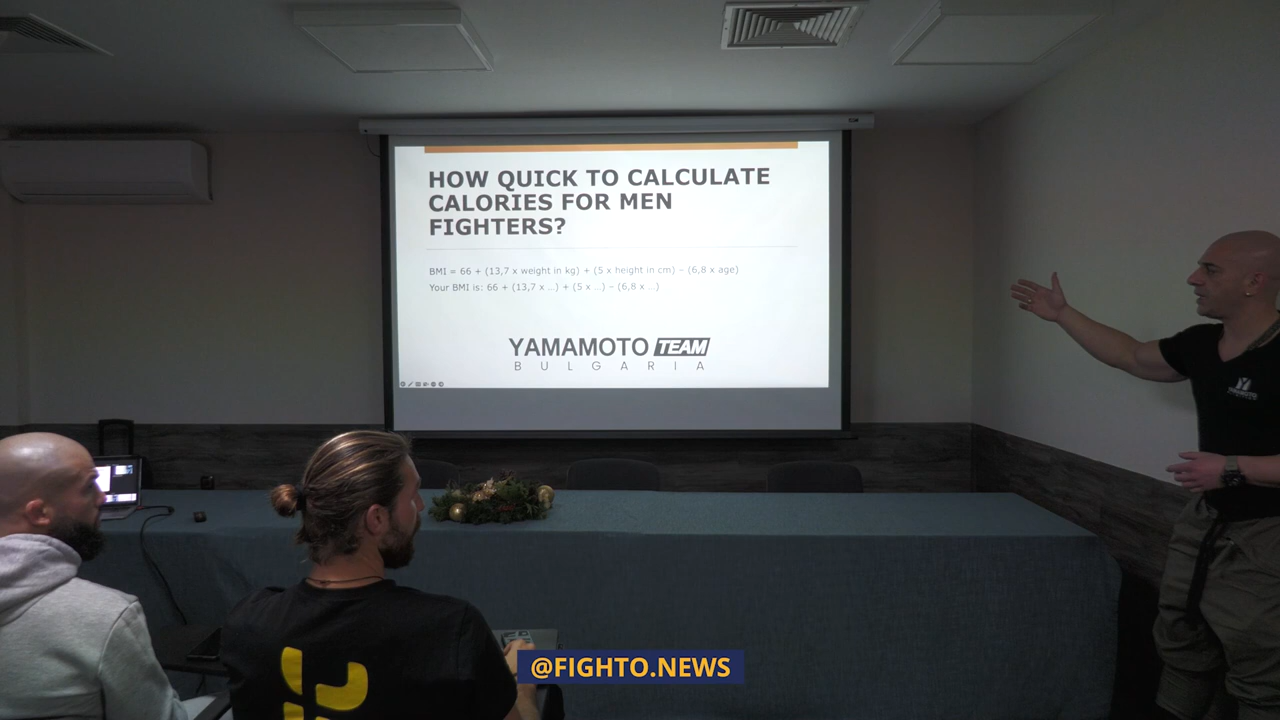 HOW QUICK TO CALCULATE
CALORIES FOR MEN
FIGHTERS?
BMI = 66 + (13,7 x weight in kg) + (5 x height in cm) – (6,8 x age)
Your BMI is: 66 + (13,7 x ...) + (5 x ...) – (6,8 x ...)
YAMAMOTO TEAM
BULGARIA
YAMAMOTO
@FIGHTO.NEWS